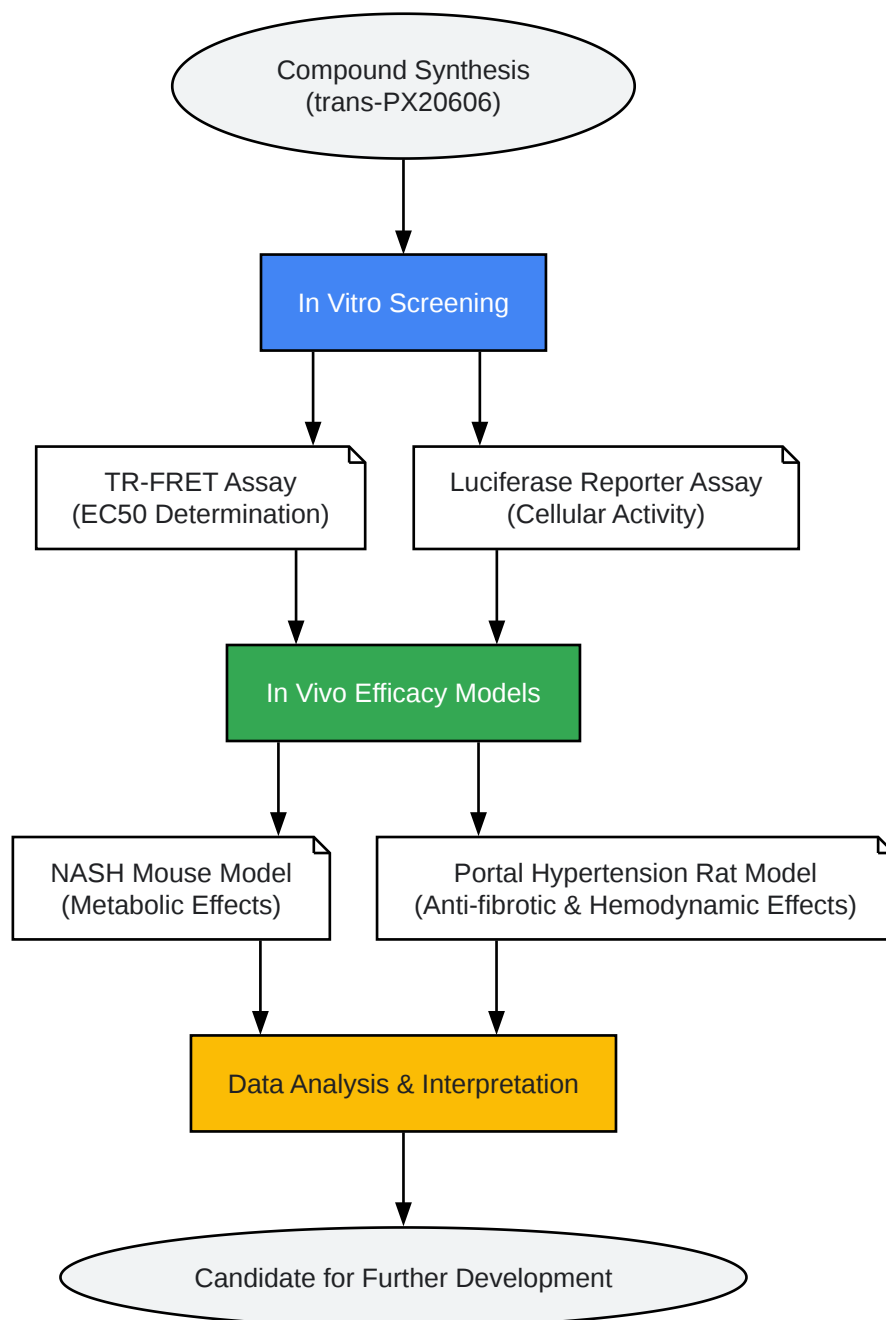 Compound Synthesis
(trans-PX20606)
In Vitro Screening
TR-FRET Assay
(EC50 Determination)
Luciferase Reporter Assay
(Cellular Activity)
In Vivo Efficacy Models
NASH Mouse Model
(Metabolic Effects)
Portal Hypertension Rat Model
(Anti-fibrotic & Hemodynamic Effects)
Data Analysis & Interpretation
Candidate for Further Development